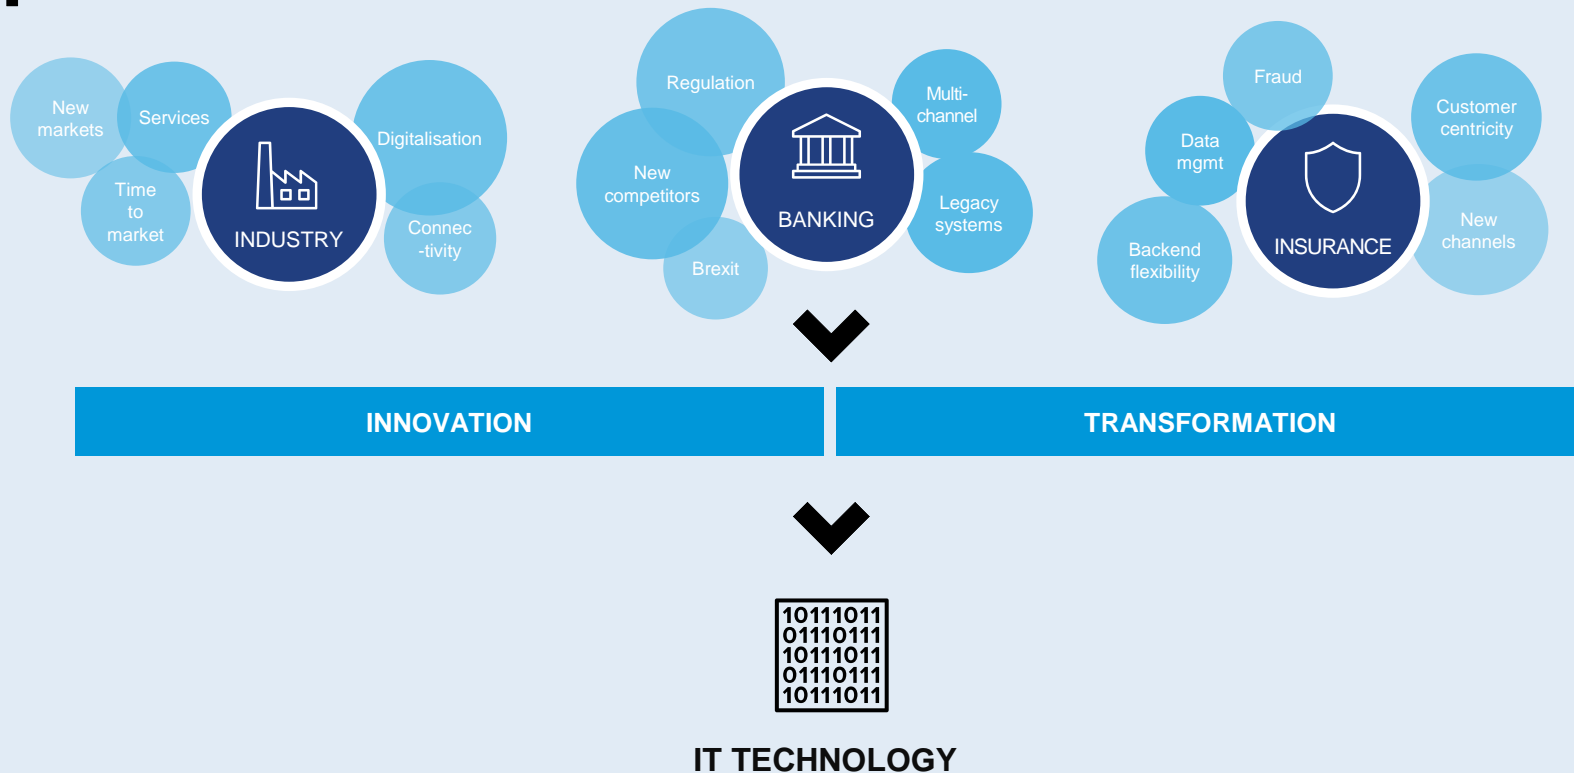 New
markets
Services
Time
to
market
INDUSTRY
Digitalisation
Connec
-tivity
Regulation
New
competitors
Brexit
BANKING
Multi-
channel
Legacy
systems
Fraud
Data
mgmt
Backend
flexibility
INSURANCE
Customer
centricity
New
channels
INNOVATION
TRANSFORMATION
10111011
01110111
10111011
01110111
10111011
IT TECHNOLOGY